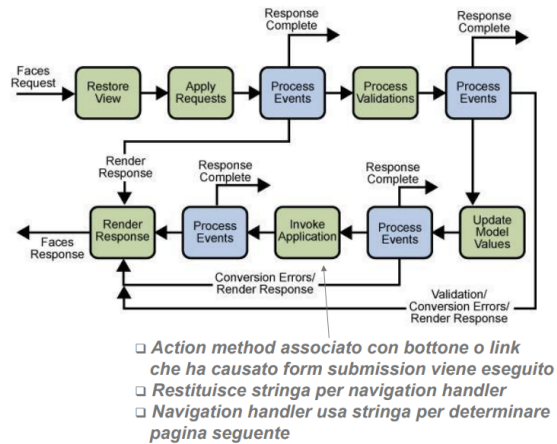 Response
Complete
Response
Complete
Faces
Request
Restore
View
Apply
Requests
Process
Events
Process
Validations
Process
Events
Render
Response
Response
Complete
Response
Complete
Render
Response
Process
Events
Invoke
Application
Process
Events
Update
Model
Values
Faces
Response
Conversion Errors/
Render Response
Validation/
Conversion Errors/
Render Response
❑ Action method associato con bottone o link
che ha causato form submission viene eseguito
❑ Restituisce stringa per navigation handler
❑ Navigation handler usa stringa per determinare
pagina seguente